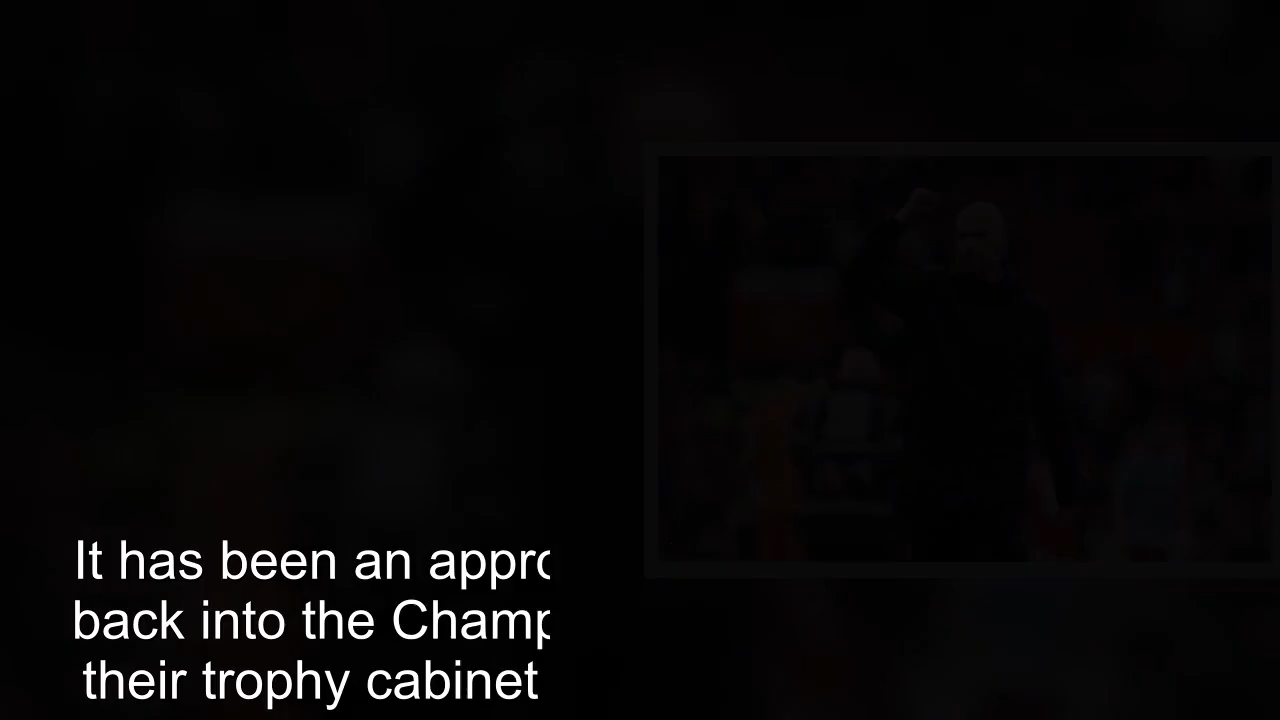 It has been an appro
back into the Champ
their trophy cabinet